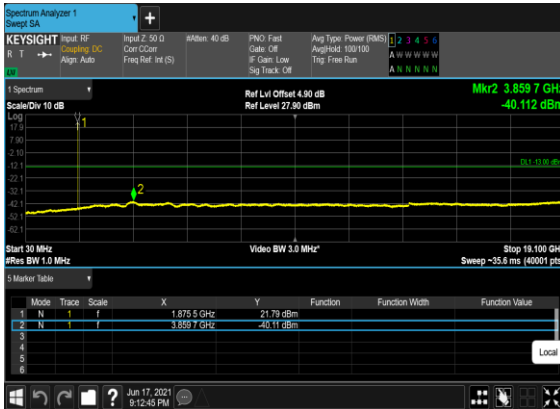 Spectrum Analyzer 1
Swept SA
KEYSIGHT Input: RF Input Z: 50 Ω #Atten: 40 dB PNO: Fast Avg Type: Power (RMS) 1 2 3 4 5 6
R T Coupling: DC Corr CCorr Gate: Off Avg|Hold: 100/100 A W W W W W
Align: Auto Freq Ref: Int (S) IF Gain: Low Trig: Free Run
Sig Track: Off A N N N N N
1 Spectrum Ref Lvl Offset 4.90 dB Mkr2 3.859 7 GHz
Scale/Div 10 dB Ref Level 27.90 dBm -40.112 dBm
Log
17.9
7.90
-2.10
-12.1
-22.1
-32.1
-42.1
-52.1
-62.1
1
2
DL1 -13.00 dBm
Start 30 MHz Video BW 3.0 MHz* Stop 19.100 GHz
#Res BW 1.0 MHz Sweep ~35.6 ms (40001 pts)
5 Marker Table
Mode Trace Scale X Y Function Function Width Function Value
1 N 1 f 1.875 5 GHz 21.79 dBm
2 N 1 f 3.859 7 GHz -40.11 dBm
3
4
5
6
Local
? Jun 17, 2021
9:12:45 PM